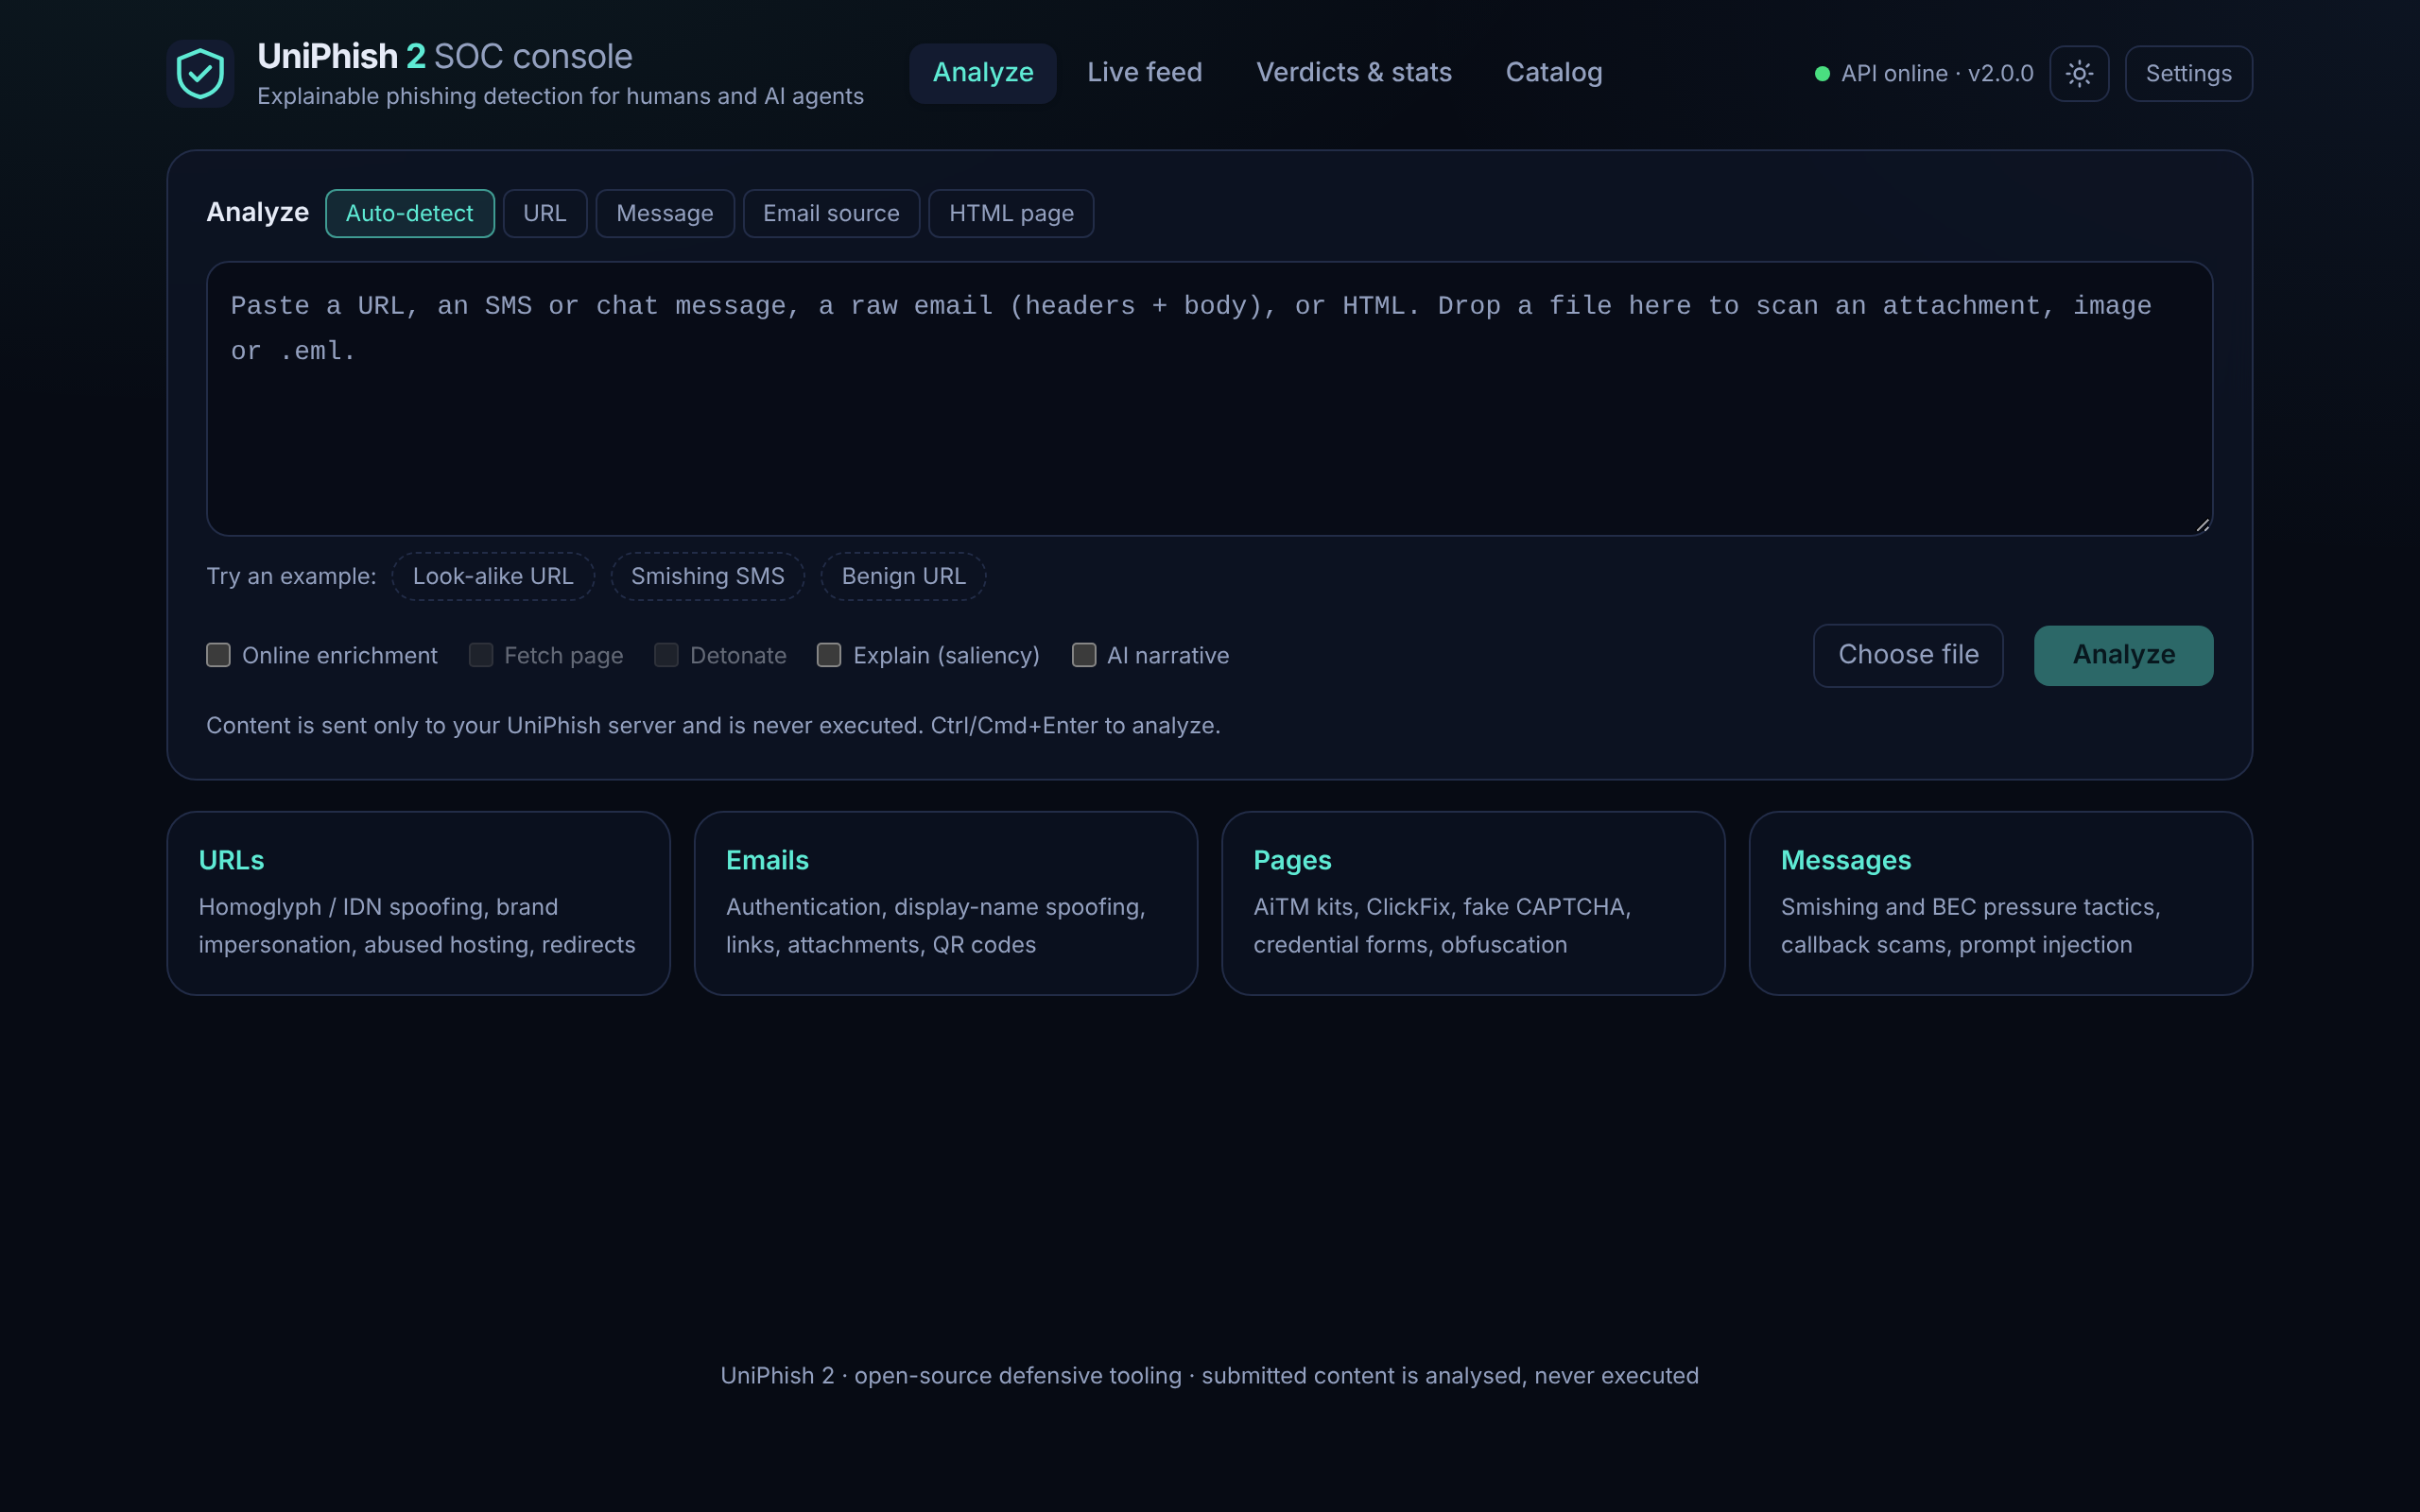 UniPhish 2 SOC console
Explainable phishing detection for humans and AI agents
Analyze
Live feed
Verdicts & stats
Catalog
API online · v2.0.0
Settings
Analyze
Auto-detect
URL
Message
Email source
HTML page
Paste a URL, an SMS or chat message, a raw email (headers + body), or HTML. Drop a file here to scan an attachment, image
or .eml.
Try an example:
Look-alike URL
Smishing SMS
Benign URL
Online enrichment
Fetch page
Detonate
Explain (saliency)
AI narrative
Choose file
Analyze
Content is sent only to your UniPhish server and is never executed. Ctrl/Cmd+Enter to analyze.
URLs
Homoglyph / IDN spoofing, brand
impersonation, abused hosting, redirects
Emails
Authentication, display-name spoofing,
links, attachments, QR codes
Pages
AiTM kits, ClickFix, fake CAPTCHA,
credential forms, obfuscation
Messages
Smishing and BEC pressure tactics,
callback scams, prompt injection
UniPhish 2 · open-source defensive tooling · submitted content is analysed, never executed